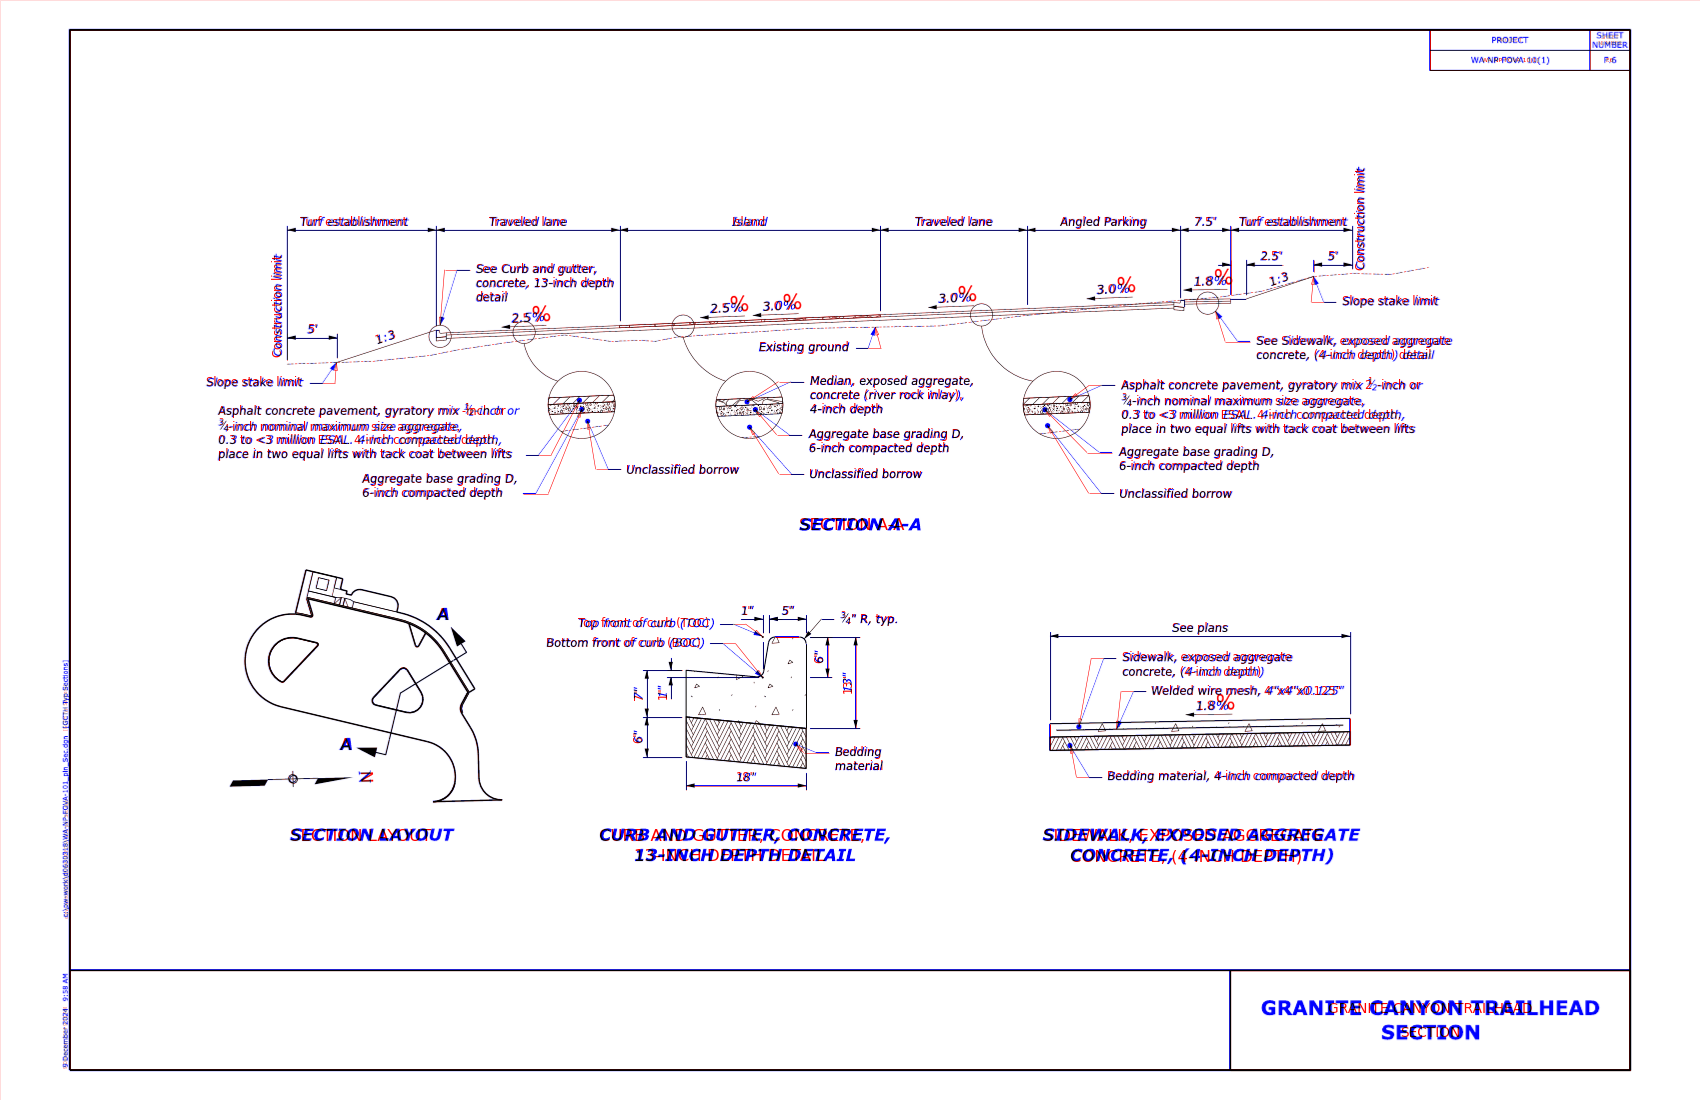 PROJECT
SHEET
NUMBER
WA-NP-FOVA-10(1)
F.6
Construction limit
Turf establishment
Traveled lane
Island
Traveled lane
Angled Parking
7.5'
Turf establishment
Construction limit
2.5'
5'
See Curb and gutter,
concrete, 13-inch depth
detail
2.5%
2.5%
3.0%
3.0%
3.0%
1.8%
1:3
Slope stake limit
5'
1:3
Existing ground
See Sidewalk, exposed aggregate
concrete, (4-inch depth) detail
Slope stake limit
Asphalt concrete pavement, gyratory mix ½-inch or
¾-inch nominal maximum size aggregate,
0.3 to <3 million ESAL. 4-inch compacted depth,
place in two equal lifts with tack coat between lifts
Aggregate base grading D,
6-inch compacted depth
Unclassified borrow
Median, exposed aggregate,
concrete (river rock inlay),
4-inch depth
Aggregate base grading D,
6-inch compacted depth
Unclassified borrow
Asphalt concrete pavement, gyratory mix ½-inch or
¾-inch nominal maximum size aggregate,
0.3 to <3 million ESAL. 4-inch compacted depth,
place in two equal lifts with tack coat between lifts
Aggregate base grading D,
6-inch compacted depth
Unclassified borrow
SECTION A-A
A
A
N
SECTION LAYOUT
Top front of curb (TOC)
Bottom front of curb (BOC)
1"
5"
¾" R, typ.
6"
13"
7"
1"
6"
18"
Bedding
material
CURB AND GUTTER, CONCRETE,
13-INCH DEPTH DETAIL
See plans
Sidewalk, exposed aggregate
concrete, (4-inch depth)
Welded wire mesh, 4"x4"x0.125"
1.8%
Bedding material, 4-inch compacted depth
SIDEWALK, EXPOSED AGGREGATE
CONCRETE, (4-INCH DEPTH)
9 December 2024 9:58 AM
GRANITE CANYON TRAILHEAD
SECTION